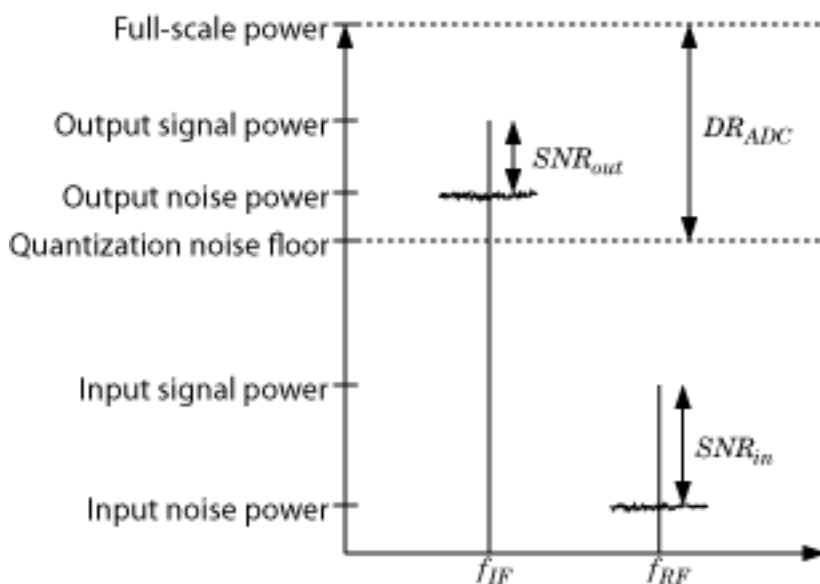 Full-scale power
Output signal power
SNR_out
DR_ADC
Output noise power
Quantization noise floor
Input signal power
SNR_in
Input noise power
f_IF
f_RF